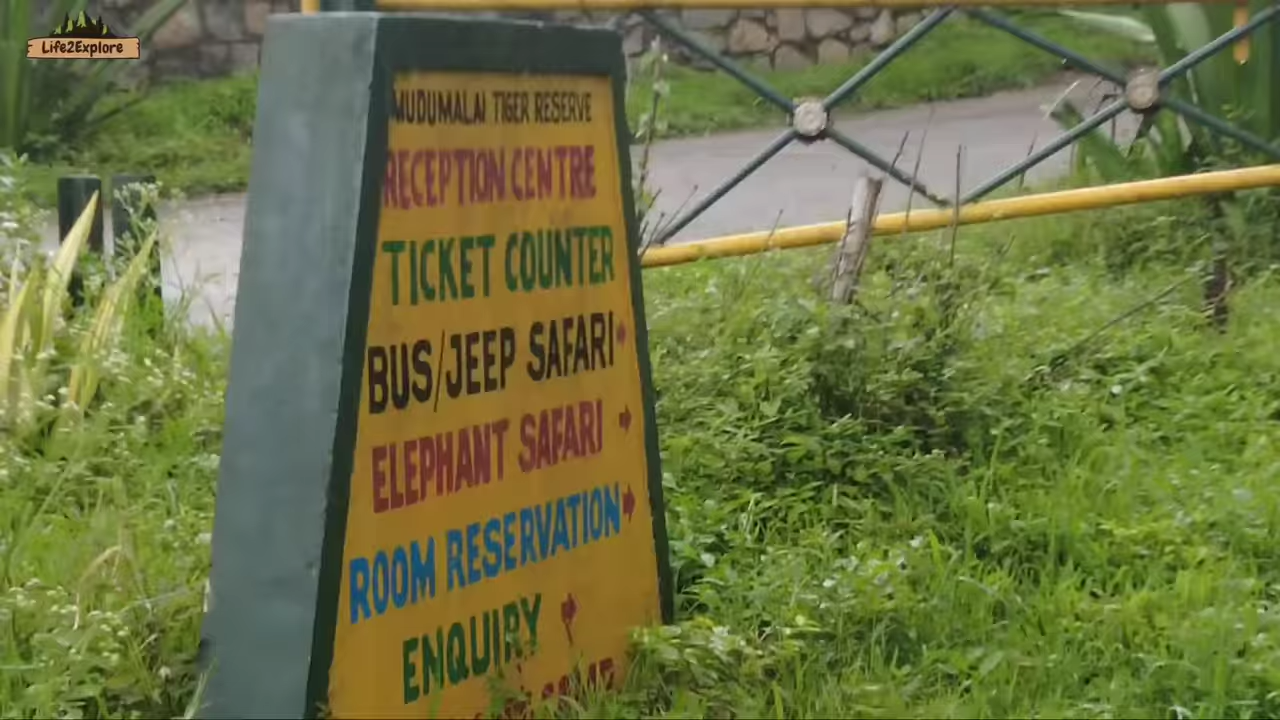 Life2Explore
MUDUMALAI TIGER RESERVE
RECEPTION CENTRE
TICKET COUNTER
BUS/JEEP SAFARI
ELEPHANT SAFARI
ROOM RESERVATION
ENQUIRY